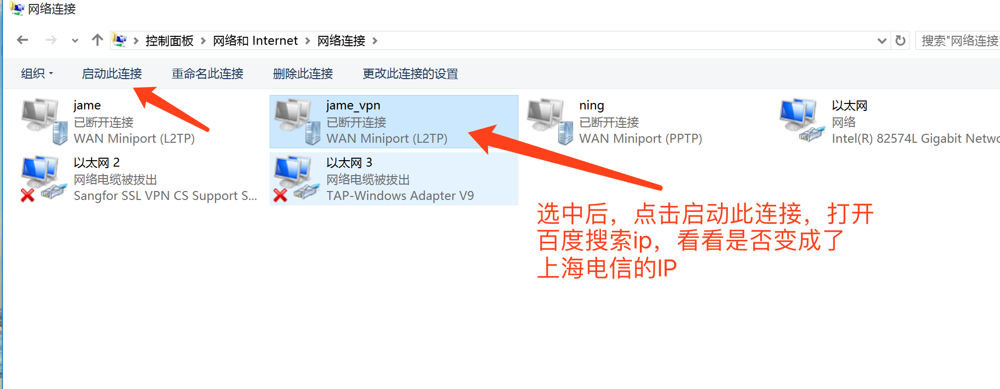 网络连接
控制面板 网络和 Internet 网络连接
搜索"网络连接"
组织 启动此连接 重命名此连接 删除此连接 更改此连接的设置
jame
已断开连接
WAN Miniport (L2TP)
jame_vpn
已断开连接
WAN Miniport (L2TP)
ning
已断开连接
WAN Miniport (PPTP)
以太网
网络
Intel(R) 82574L Gigabit Netwo
以太网 2
网络电缆被拔出
Sangfor SSL VPN CS Support S...
以太网 3
网络电缆被拔出
TAP-Windows Adapter V9
选中后，点击启动此连接，打开
百度搜索ip，看看是否变成了
上海电信的IP